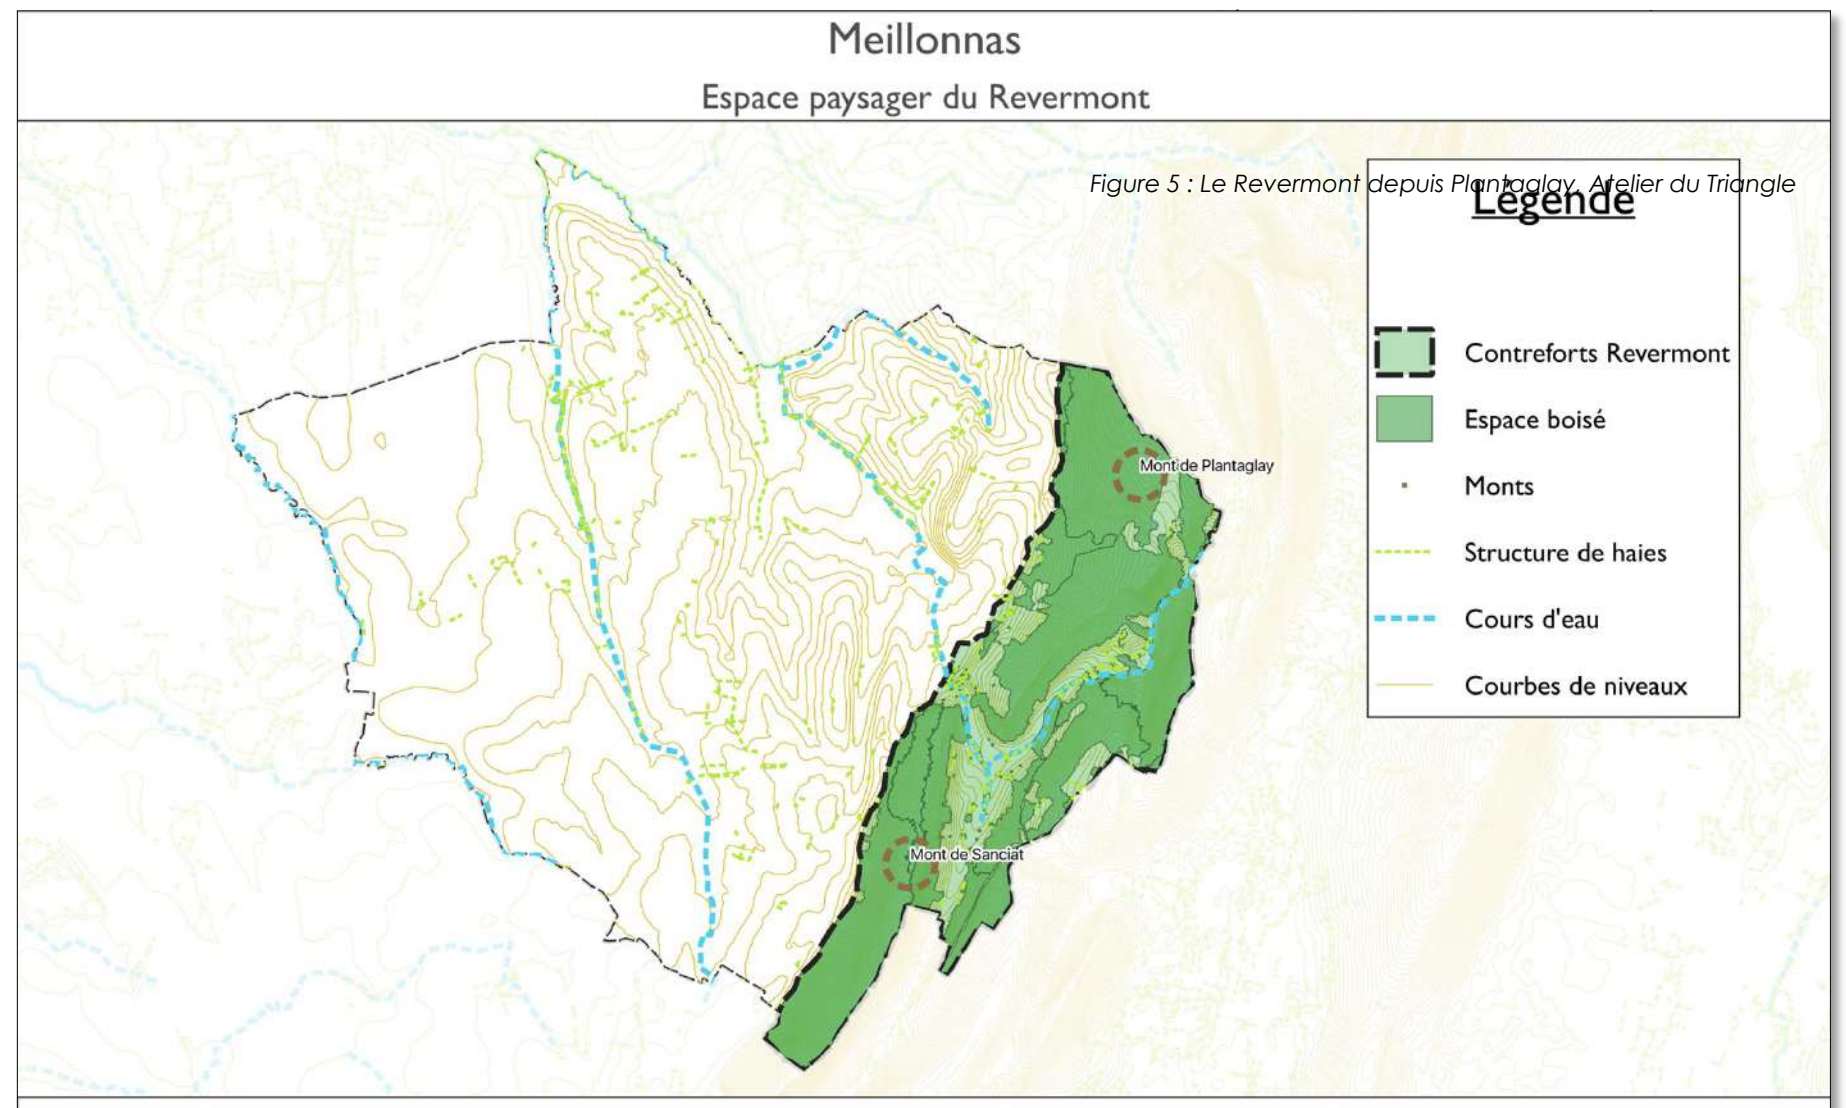 Meillonnas
Espace paysager du Revermont
Figure 5 : Le Revermont depuis Plantaglay, Atelier du Triangle
Légende
Contreforts Revermont
Espace boisé
Monts
Structure de haies
Cours d'eau
Courbes de niveaux
Mont de Plantaglay
Mont de Sanciat